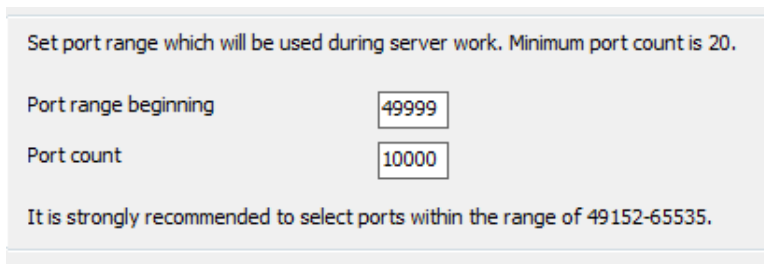 Set port range which will be used during server work. Minimum port count is 20.
Port range beginning 49999
Port count 10000
It is strongly recommended to select ports within the range of 49152-65535.